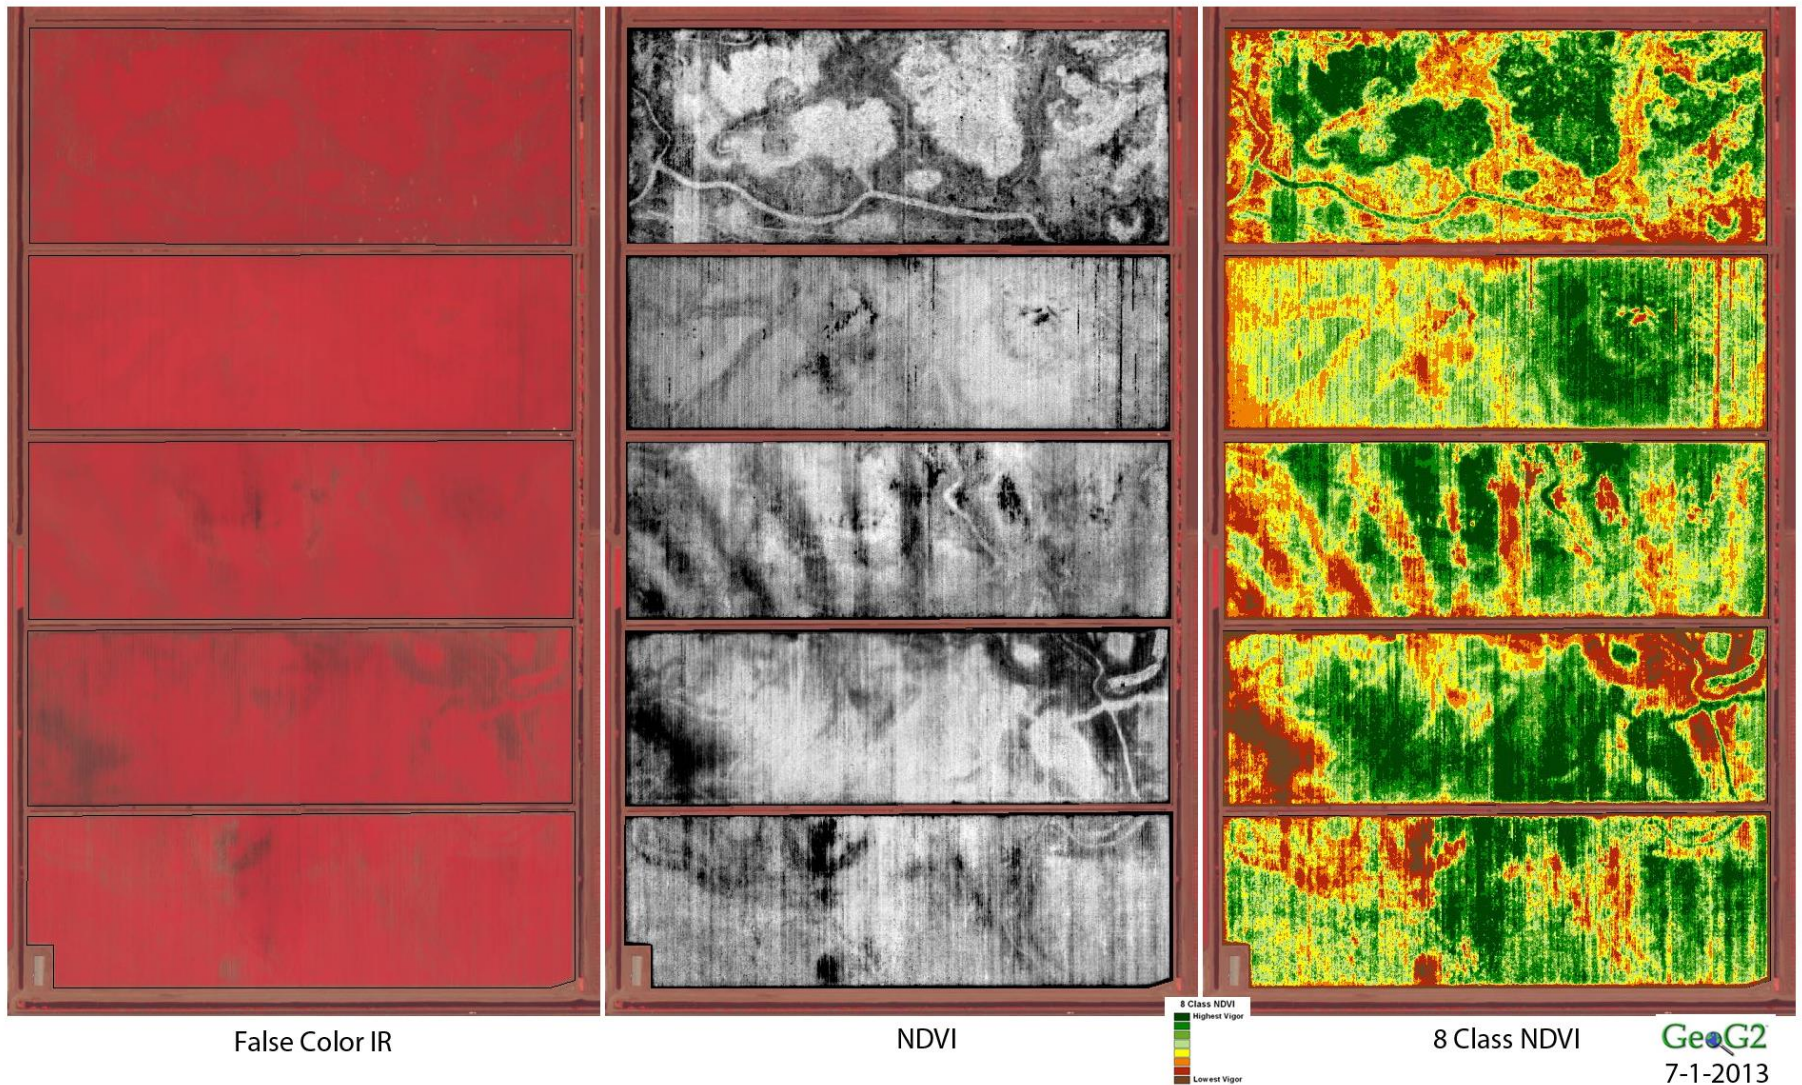 8 Class NDVI
Highest Vigor
Lowest Vigor
False Color IR
NDVI
8 Class NDVI
GeoG2
7-1-2013